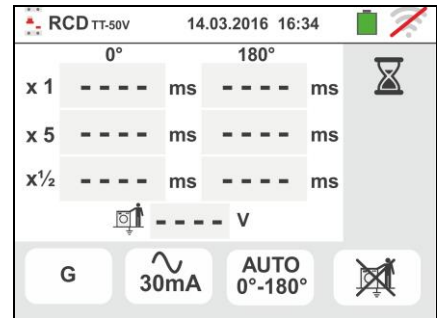 RCD TT-50V 14.03.2016 16:34
0° 180°
x 1 - - - - ms - - - - ms
x 5 - - - - ms - - - - ms
x½ - - - - ms - - - - ms
- - - - V
G 30mA AUTO
0°-180°